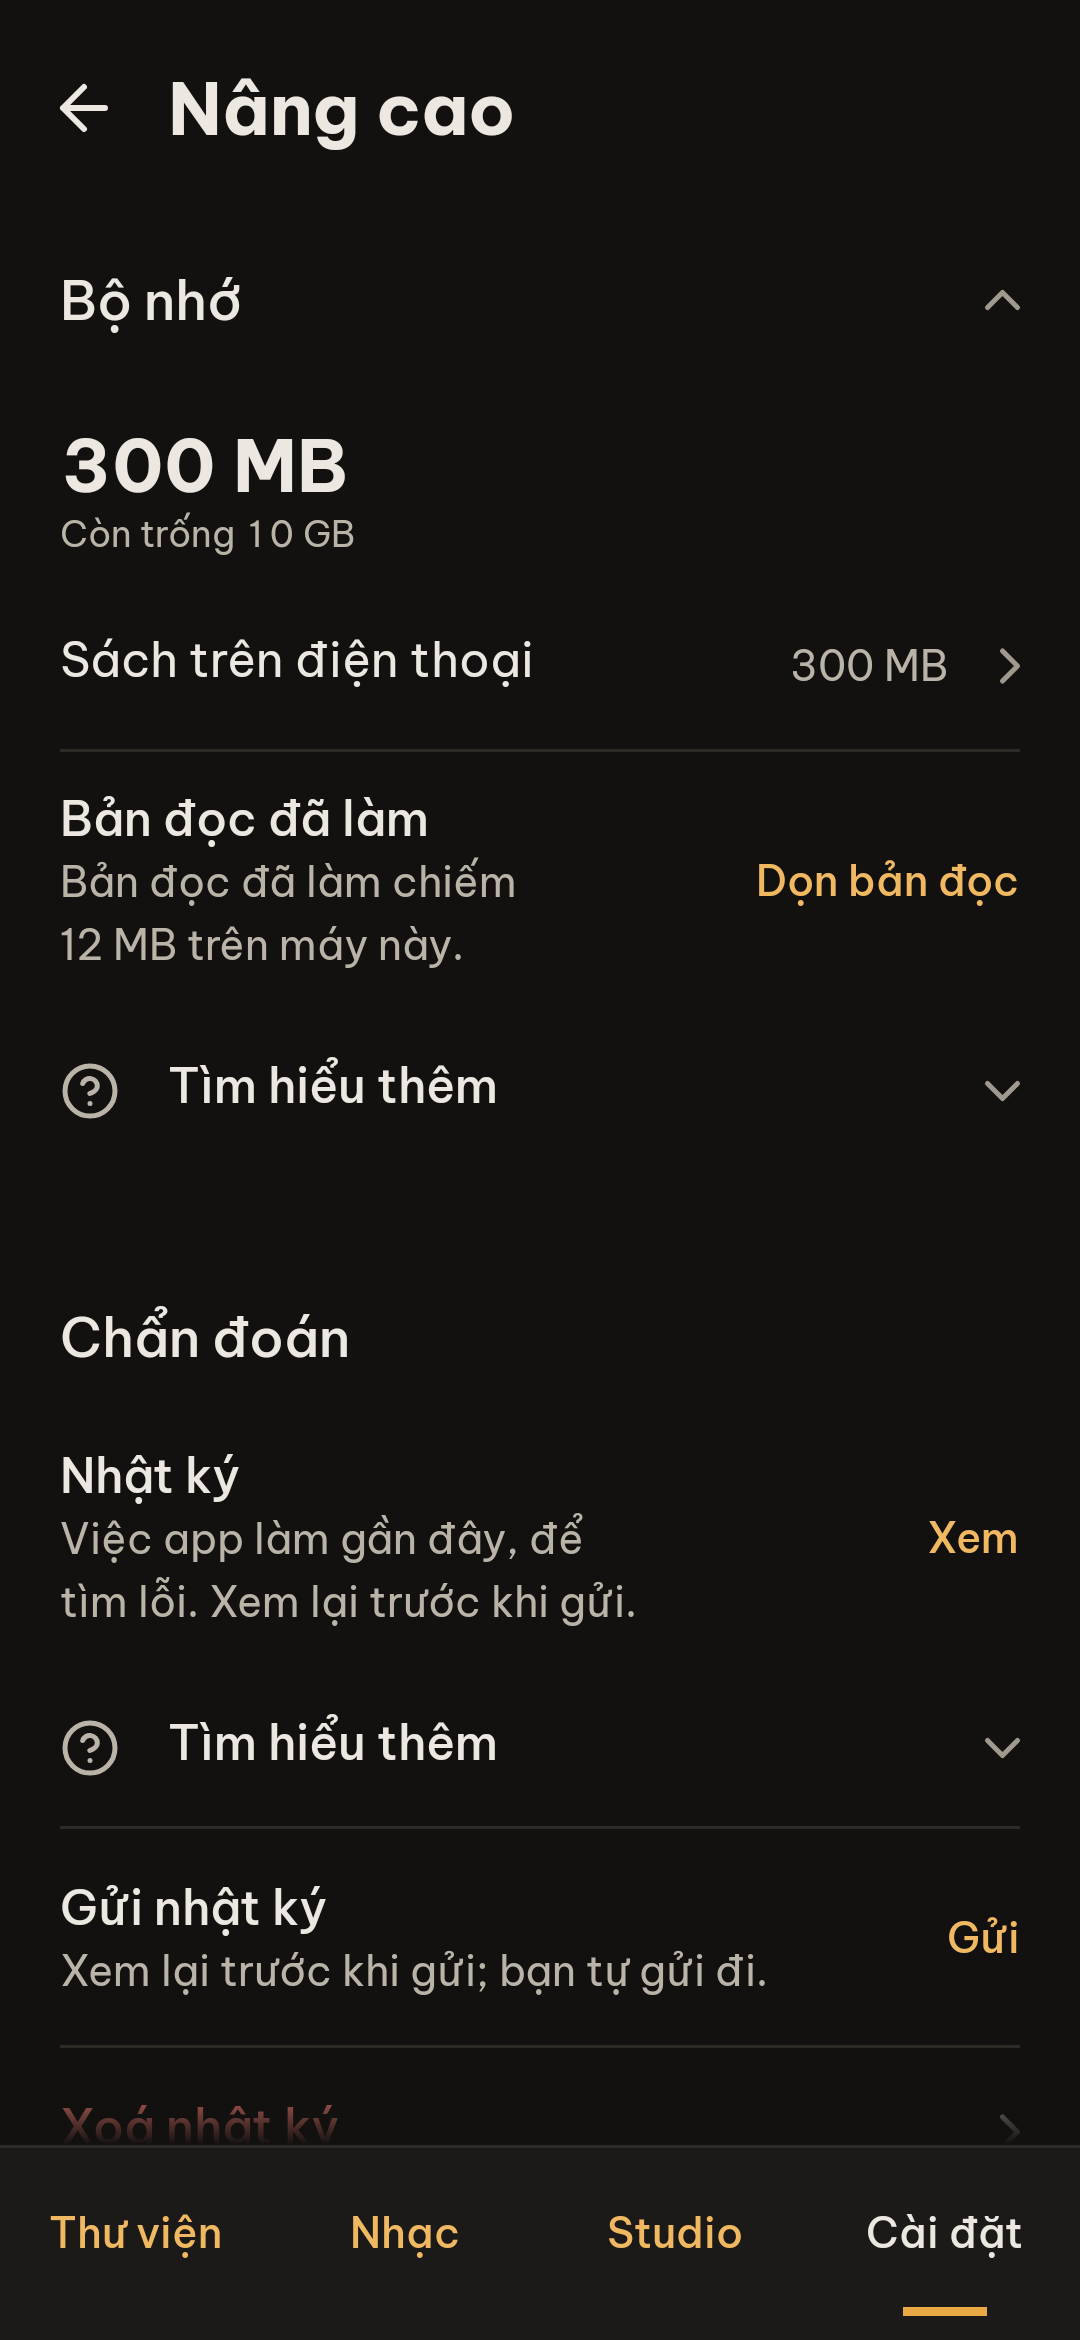 Nâng cao
Bộ nhớ
300 MB
Còn trống 10 GB
Sách trên điện thoại
300 MB
Bản đọc đã làm
Bản đọc đã làm chiếm
12 MB trên máy này.
Dọn bản đọc
Tìm hiểu thêm
Chẩn đoán
Nhật ký
Việc app làm gần đây, để
tìm lỗi. Xem lại trước khi gửi.
Xem
Tìm hiểu thêm
Gửi nhật ký
Xem lại trước khi gửi; bạn tự gửi đi.
Gửi
Xoá nhật ký
Thư viện
Nhạc
Studio
Cài đặt